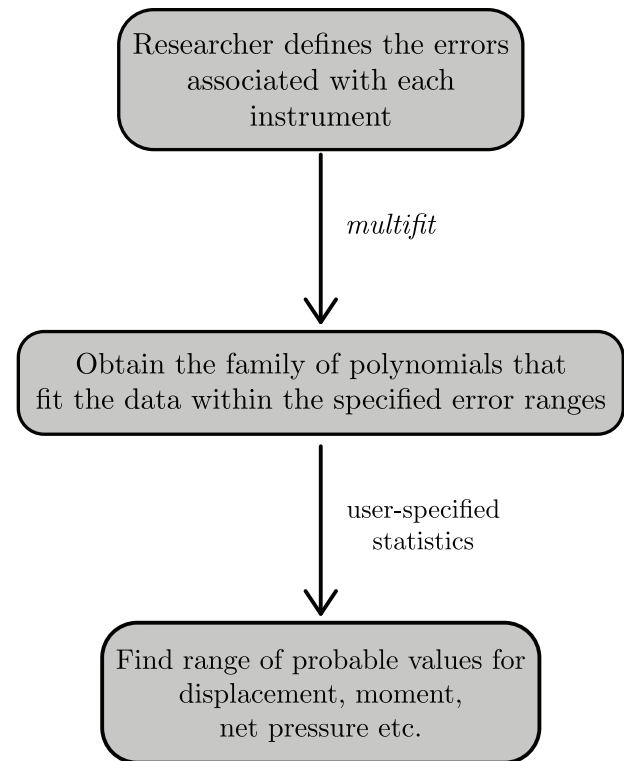 Researcher defines the errors
associated with each
instrument
multifit
Obtain the family of polynomials that
fit the data within the specified error ranges
user-specified
statistics
Find range of probable values for
displacement, moment,
net pressure etc.